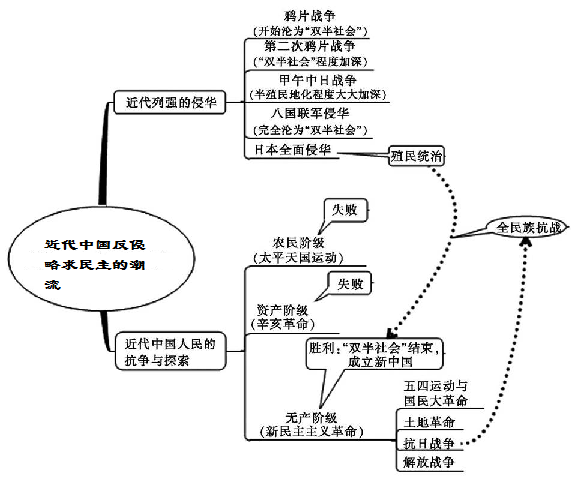 近代中国反侵
略求民主的潮
流
近代列强的侵华
鸦片战争
(开始沦为“双半社会”)
第二次鸦片战争
(“双半社会”程度加深)
甲午中日战争
(半殖民地化程度大大加深)
八国联军侵华
(完全沦为“双半社会”)
日本全面侵华
殖民统治
全民族抗战
近代中国人民的
抗争与探索
失败
农民阶级
(太平天国运动)
失败
资产阶级
(辛亥革命)
胜利：“双半社会”结束，
成立新中国
无产阶级
(新民主主义革命)
五四运动与
国民大革命
土地革命
抗日战争
解放战争